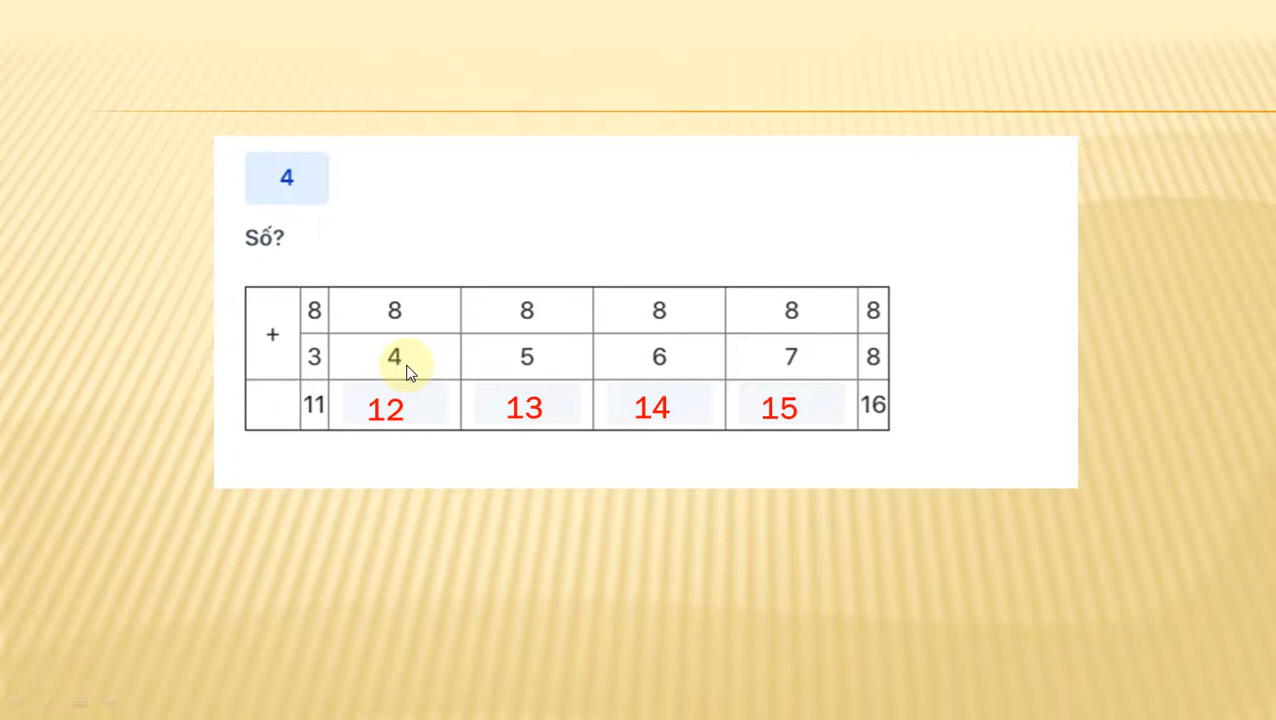 4
Số?
8 8 8 8 8 8
+
3 4 5 6 7 8
11 12 13 14 15 16